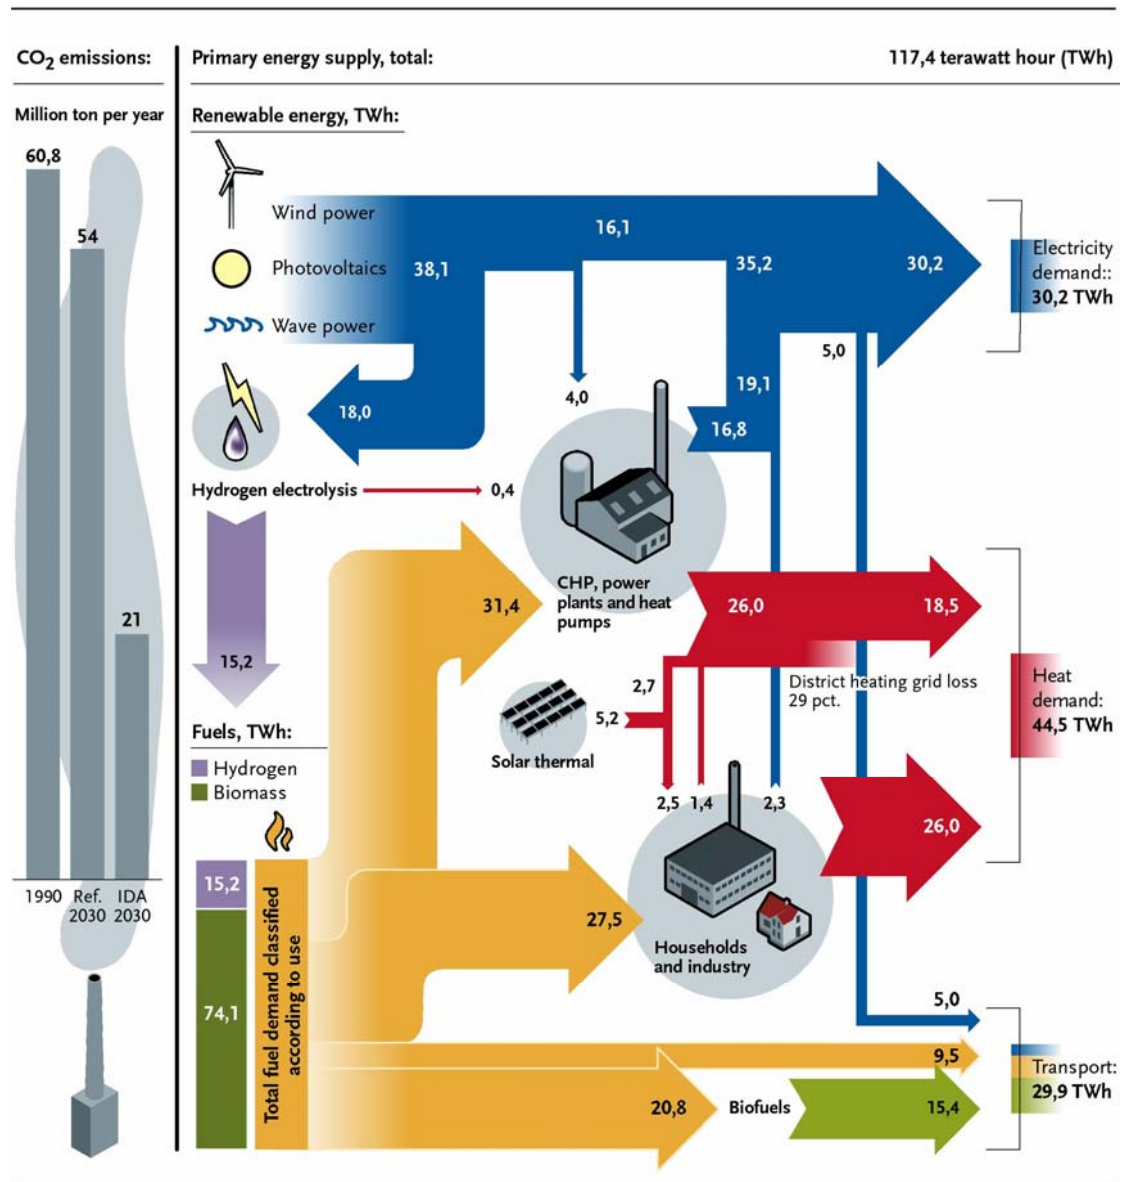 CO2 emissions:
Primary energy supply, total:
117,4 terawatt hour (TWh)
Million ton per year
Renewable energy, TWh:
60,8
54
21
1990
Ref.
2030
IDA
2030
Wind power
Photovoltaics
Wave power
38,1
16,1
35,2
30,2
Electricity
demand::
30,2 TWh
5,0
4,0
19,1
16,8
18,0
Hydrogen electrolysis
0,4
15,2
31,4
CHP, power
plants and heat
pumps
26,0
18,5
District heating grid loss
29 pct.
2,7
5,2
Solar thermal
Heat
demand:
44,5 TWh
Fuels, TWh:
Hydrogen
Biomass
2,5
1,4
2,3
26,0
15,2
74,1
Total fuel demand classified
according to use
27,5
Households
and industry
5,0
9,5
20,8
Biofuels
15,4
Transport:
29,9 TWh